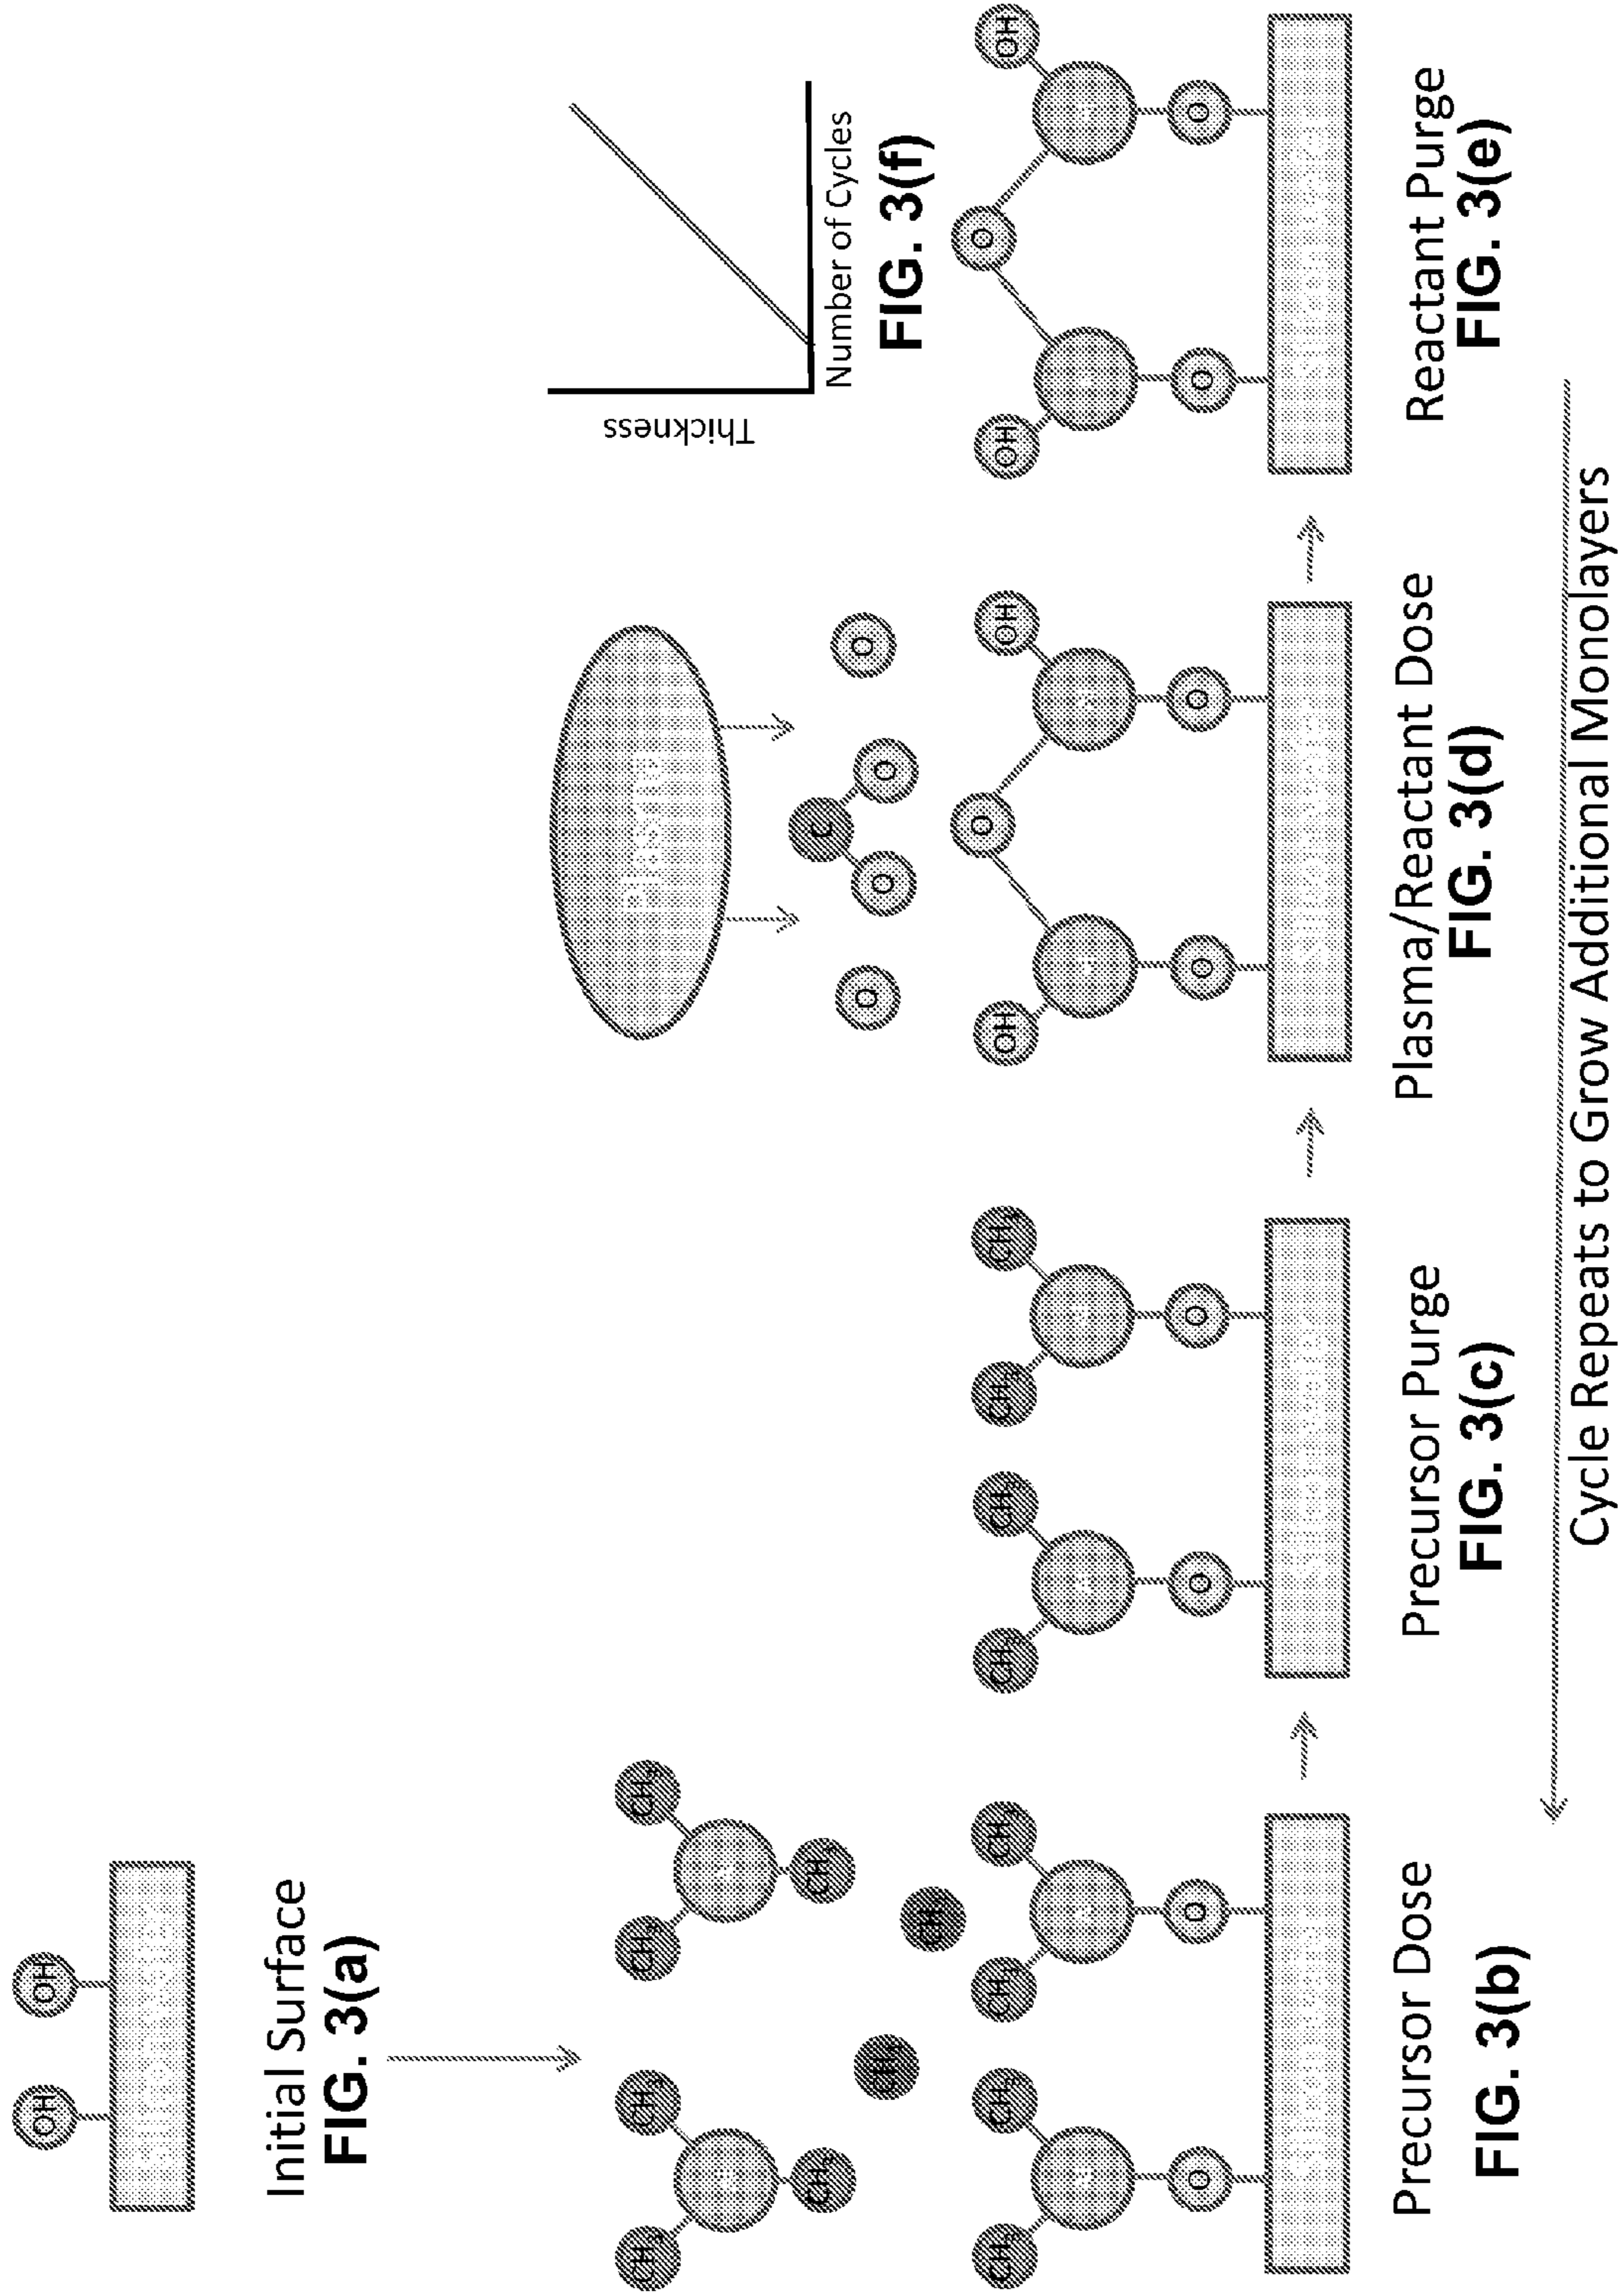 OH
OH
Initial Surface
FIG. 3(a)
CH3
CH3
CH3
CH3
CH3
CH3
CH3
CH3
CH3
CH3
O
O
Precursor Dose
FIG. 3(b)
CH3
CH3
CH3
CH3
O
O
Precursor Purge
FIG. 3(c)
O
C
O
O
O
OH
O
OH
O
O
Plasma/Reactant Dose
FIG. 3(d)
Thickness
Number of Cycles
FIG. 3(f)
OH
O
OH
O
O
Reactant Purge
FIG. 3(e)
Cycle Repeats to Grow Additional Monolayers